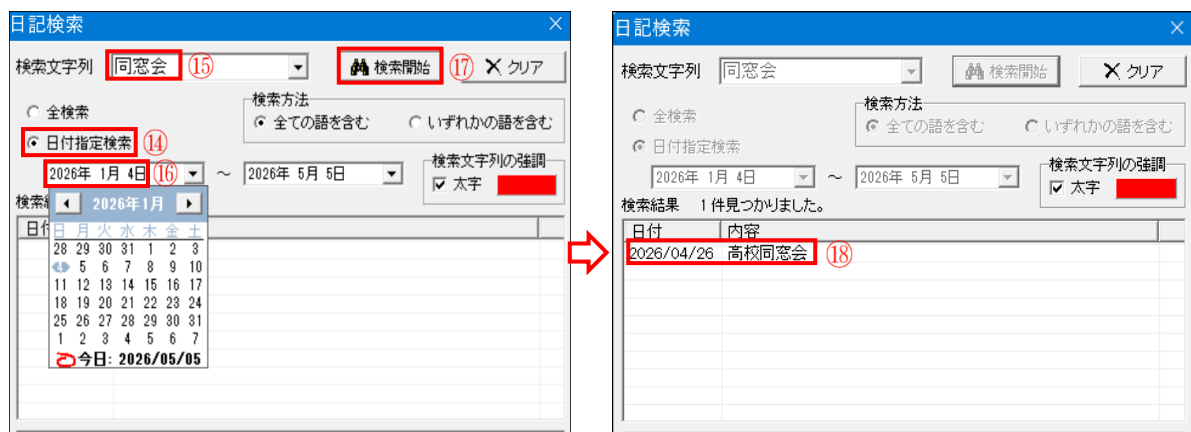 日記検索
検索文字列 同窓会 ⑮ 検索開始 ⑰ クリア
全検索
検索方法
全ての語を含む いずれかの語を含む
日付指定検索 ⑭
2026年 1月 4日 ⑯ ～ 2026年 5月 5日
検索文字列の強調
太字
検索
2026年1月
日付
日 月 火 水 木 金 土
28 29 30 31 1 2 3
4 5 6 7 8 9 10
11 12 13 14 15 16 17
18 19 20 21 22 23 24
25 26 27 28 29 30 31
1 2 3 4 5 6 7
今日: 2026/05/05
日記検索
検索文字列 同窓会 検索開始 クリア
全検索
検索方法
全ての語を含む いずれかの語を含む
日付指定検索
2026年 1月 4日 ～ 2026年 5月 5日
検索文字列の強調
太字
検索結果 1件見つかりました。
日付 内容
2026/04/26 高校同窓会 ⑱